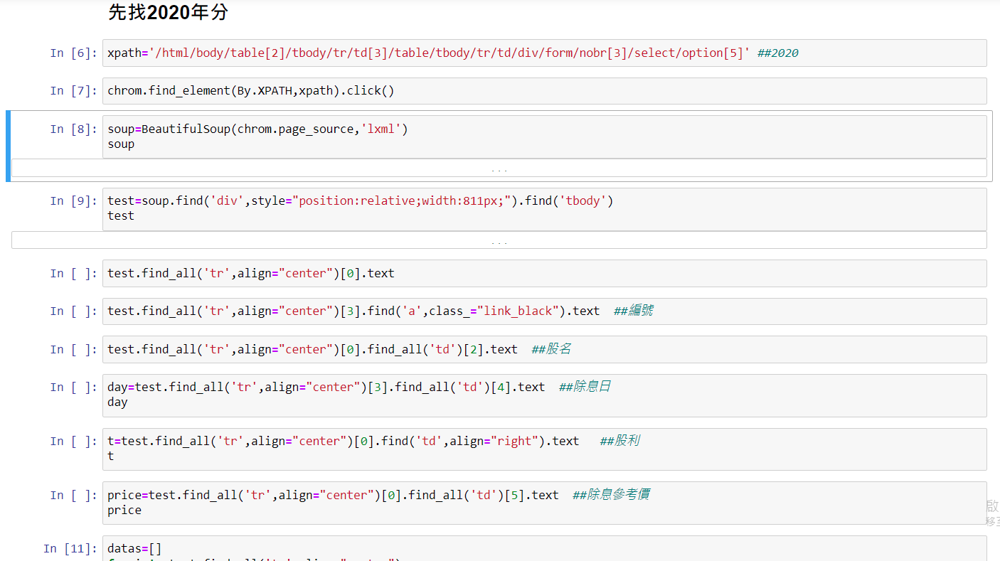 先找2020年分
In [6]: xpath='/html/body/table[2]/tbody/tr/td[3]/table/tbody/tr/td/div/form/nobr[3]/select/option[5]' ##2020
In [7]: chrom.find_element(By.XPATH,xpath).click()
In [8]: soup=BeautifulSoup(chrom.page_source,'lxml')
soup
...
In [9]: test=soup.find('div',style="position:relative;width:811px;").find('tbody')
test
...
In [ ]: test.find_all('tr',align="center")[0].text
In [ ]: test.find_all('tr',align="center")[3].find('a',class_="link_black").text  ##編號
In [ ]: test.find_all('tr',align="center")[0].find_all('td')[2].text  ##股名
In [ ]: day=test.find_all('tr',align="center")[3].find_all('td')[4].text  ##除息日
day
In [ ]: t=test.find_all('tr',align="center")[0].find('td',align="right").text   ##股利
t
In [ ]: price=test.find_all('tr',align="center")[0].find_all('td')[5].text  ##除息參考價
price
啟
移至
In [11]: datas=[]